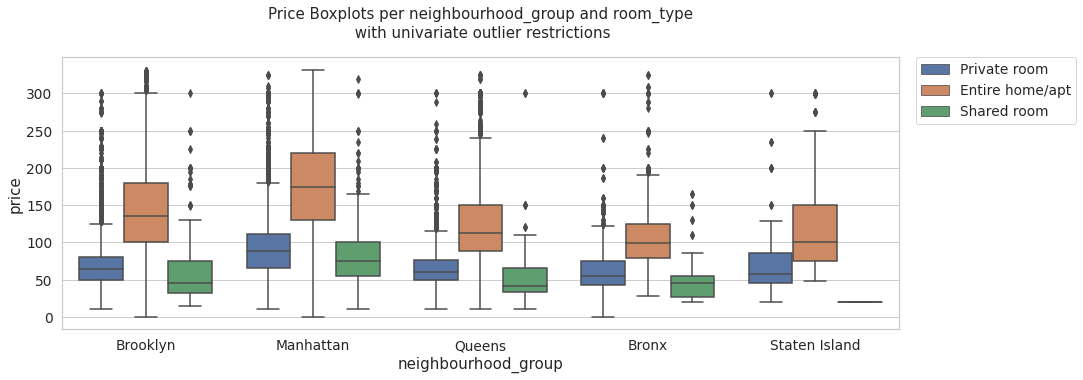 Price Boxplots per neighbourhood_group and room_type
with univariate outlier restrictions
Private room
Entire home/apt
Shared room
price
300
250
200
150
100
50
0
Brooklyn
Manhattan
Queens
Bronx
Staten Island
neighbourhood_group